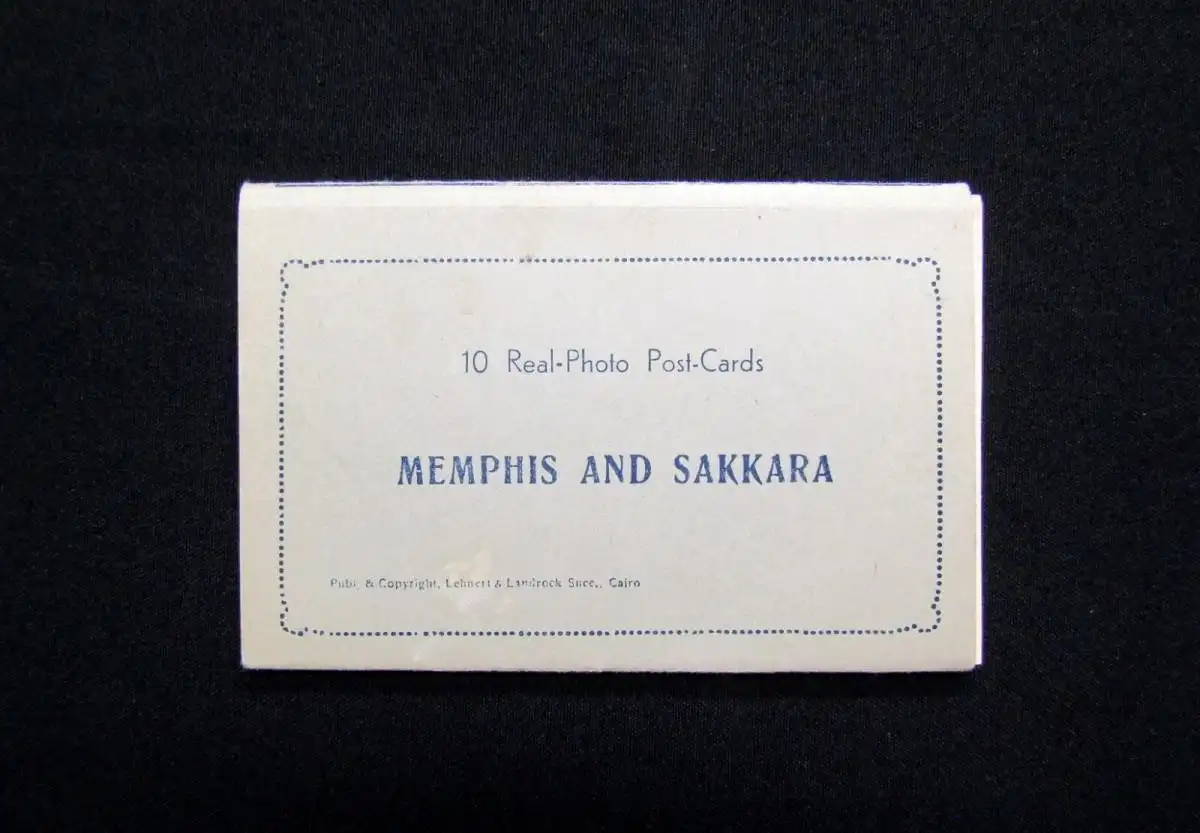 10 Real-Photo Post-Cards
MEMPHIS AND SAKKARA
Publ. & Copyright, Lehnert & Landrock Succ., Cairo